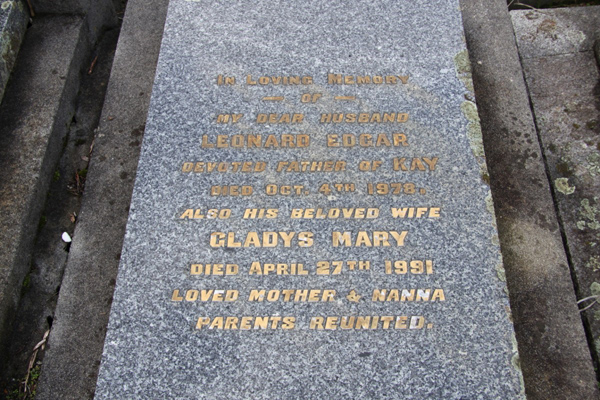 IN LOVING MEMORY
— OF —
MY DEAR HUSBAND
LEONARD EDGAR
DEVOTED FATHER OF KAY
DIED OCT. 4TH 1978.
ALSO HIS BELOVED WIFE
GLADYS MARY
DIED APRIL 27TH 1991
LOVED MOTHER & NANNA
PARENTS REUNITED.